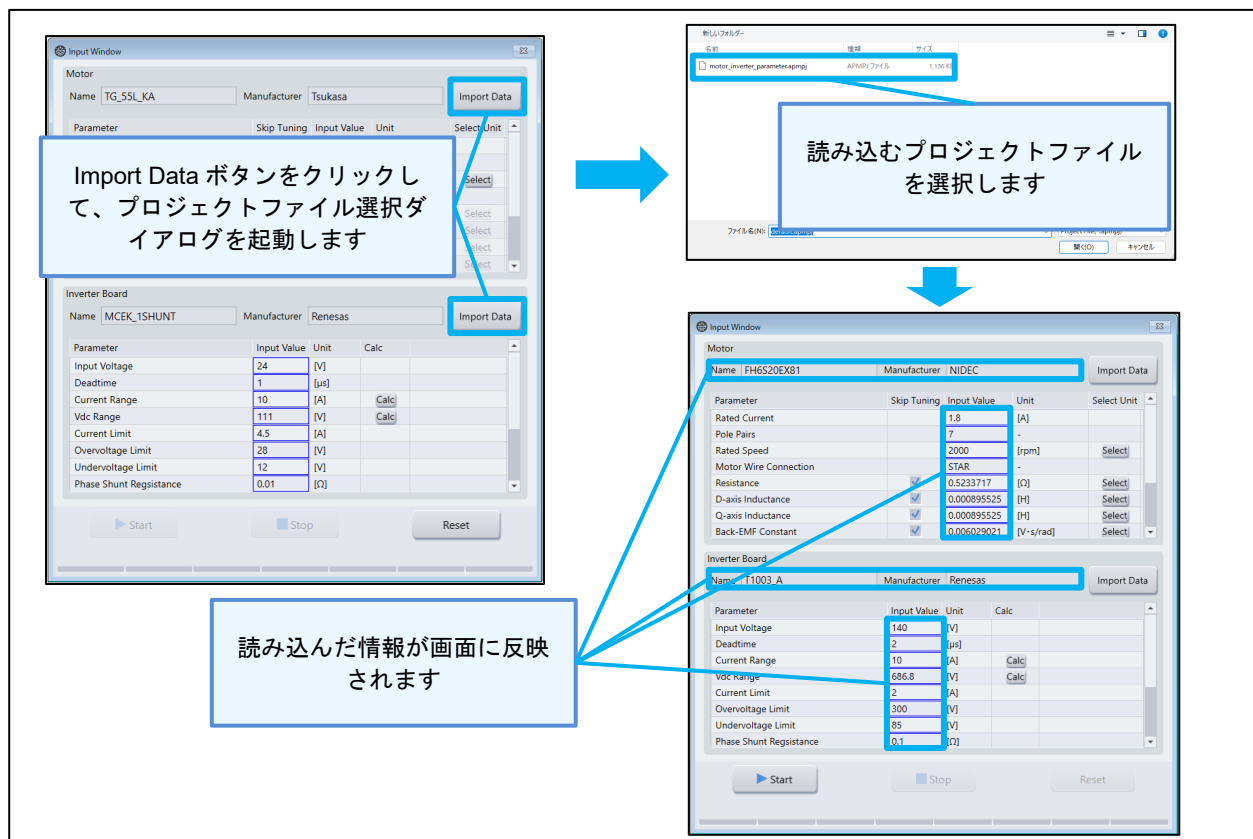 Input Window
Motor
Name TG_55L_KA Manufacturer Tsukasa Import Data
Parameter Skip Tuning Input Value Unit Select Unit
Select
Select
Select
Select
Select
Import Data ボタンをクリックし
て、プロジェクトファイル選択ダ
イアログを起動します
Inverter Board
Name MCEK_1SHUNT Manufacturer Renesas Import Data
Parameter Input Value Unit Calc
Input Voltage 24 [V]
Deadtime 1 [μs]
Current Range 10 [A] Calc
Vdc Range 111 [V] Calc
Current Limit 4.5 [A]
Overvoltage Limit 28 [V]
Undervoltage Limit 12 [V]
Phase Shunt Regsistance 0.01 [Ω]
Start Stop Reset
新しいフォルダー
名前 種類 サイズ
motor_inverter_parameter.apmpj APMPJ ファイル 1,136 K
読み込むプロジェクトファイル
を選択します
ファイル名(N): default.apmpj
開く(O) キャンセル
Input Window
Motor
Name FH6S20EX81 Manufacturer NIDEC Import Data
Parameter Skip Tuning Input Value Unit Select Unit
Rated Current 1.8 [A]
Pole Pairs 7 -
Rated Speed 2000 [rpm] Select
Motor Wire Connection STAR -
Resistance 0.5233717 [Ω] Select
D-axis Inductance 0.000895525 [H] Select
Q-axis Inductance 0.000895525 [H] Select
Back-EMF Constant 0.006029021 [V･s/rad] Select
Inverter Board
Name T1003_A Manufacturer Renesas Import Data
Parameter Input Value Unit Calc
Input Voltage 140 [V]
Deadtime 2 [μs]
Current Range 10 [A] Calc
Vdc Range 686.8 [V] Calc
Current Limit 2 [A]
Overvoltage Limit 300 [V]
Undervoltage Limit 85 [V]
Phase Shunt Regsistance 0.1 [Ω]
Start Stop Reset
読み込んだ情報が画面に反映
されます